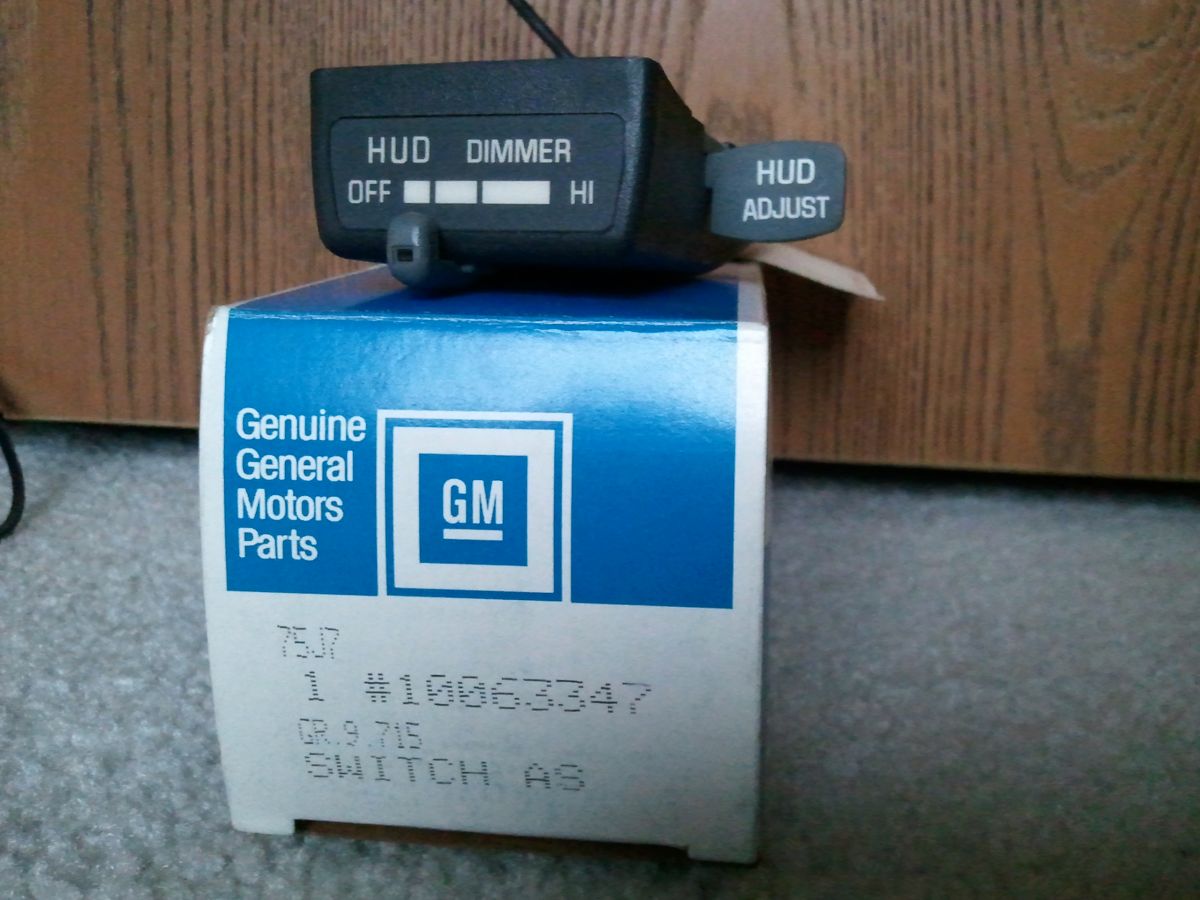 HUD DIMMER
OFF HI
HUD
ADJUST
Genuine
General
Motors
Parts
GM
75J7
1 #10063347
GR.9.715
SWITCH AS